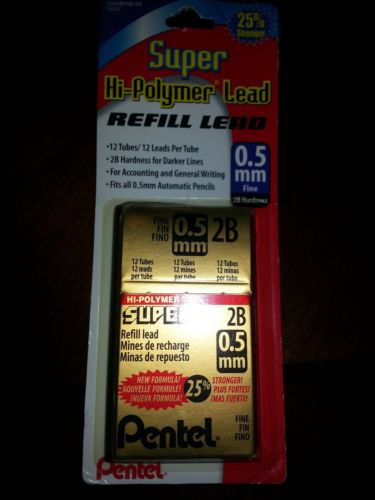 25%
Stronger
Super
Hi-Polymer® Lead
REFILL LEAD
• 12 Tubes/ 12 Leads Per Tube
• 2B Hardness for Darker Lines
• For Accounting and General Writing
• Fits all 0.5mm Automatic Pencils
0.5
mm
Fine
2B Hardness
FINE
FIN
FINO
0.5
mm
2B
12 Tubes
12 leads
per tube
12 Tubes
12 mines
par tube
12 Tubos
12 minas
por tubo
HI-POLYMER
SUPER
2B
Refill lead
Mines de recharge
Minas de repuesto
0.5
mm
NEW FORMULA!
NOUVELLE FORMULE!
¡NUEVA FORMULA!
25%
STRONGER!
PLUS FORTES!
¡MAS FUERTE!
Pentel
FINE
FIN
FINO
Pentel